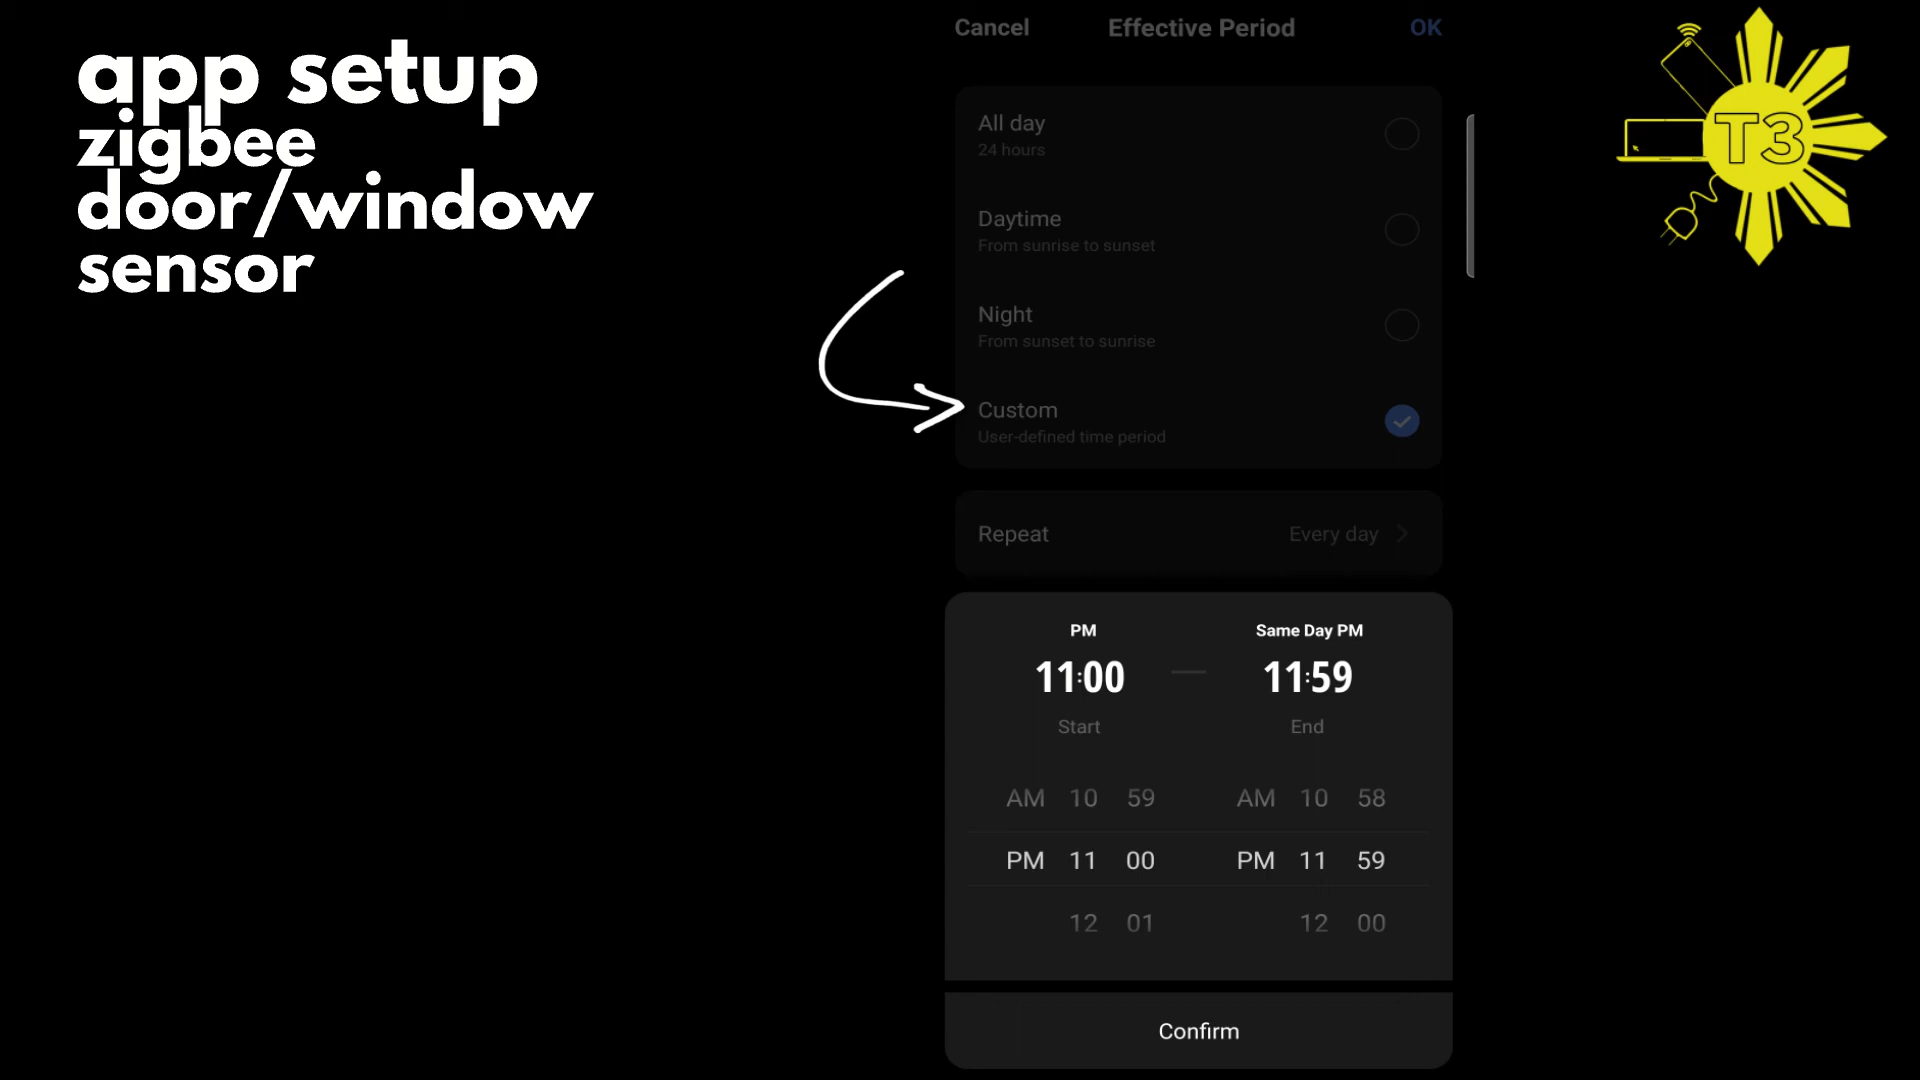 app setup
zigbee
door/window
sensor
T3
Cancel Effective Period OK
All day
24 hours
Daytime
From sunrise to sunset
Night
From sunset to sunrise
Custom
User-defined time period
Repeat Every day
PM Same Day PM
11:00 11:59
Start End
AM 10 59 AM 10 58
PM 11 00 PM 11 59
12 01 12 00
Confirm